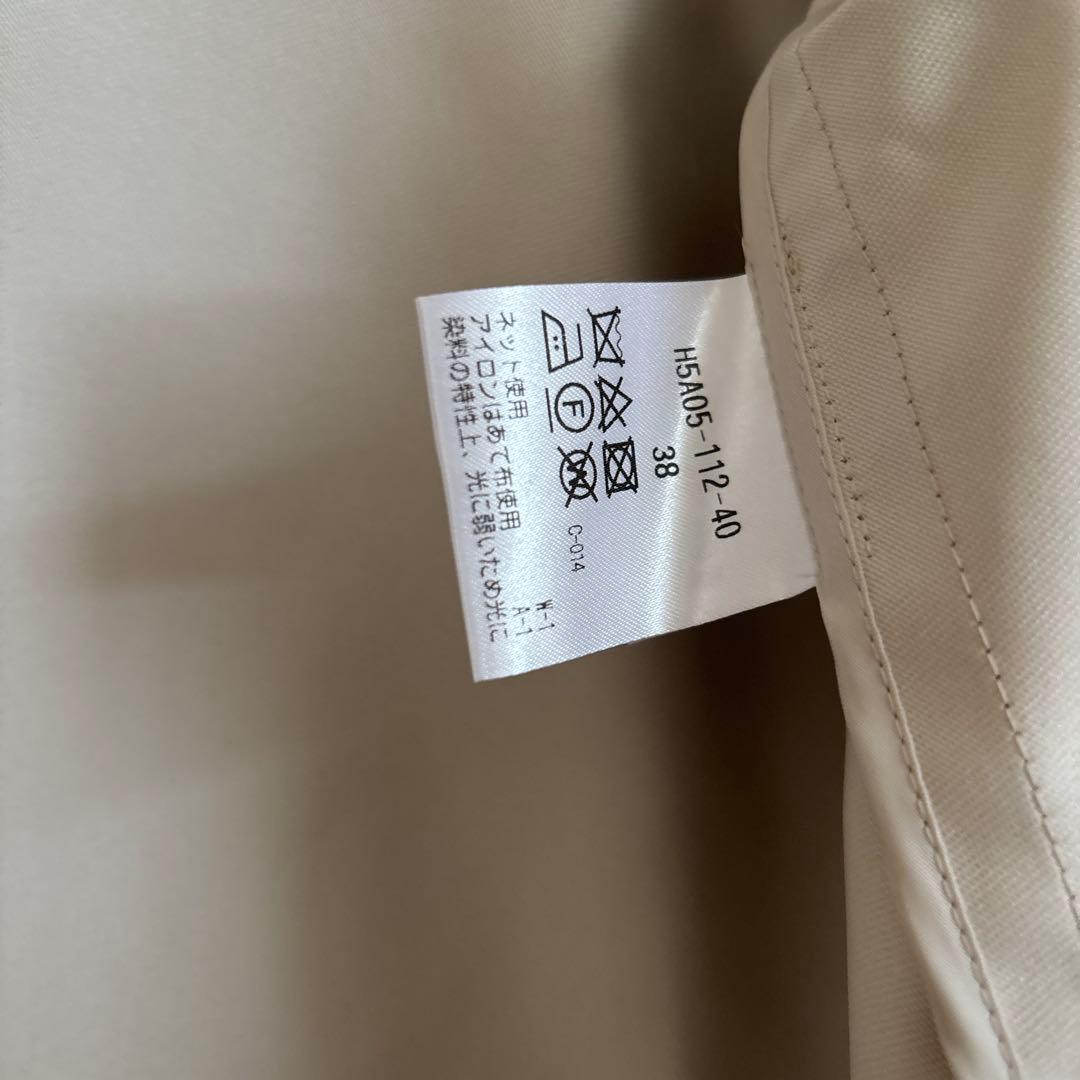 H5A05-112-40
38
F
W
C-014
ネット使用
アイロンはあて布使用
染料の特性上、光に弱いため光に
W-1
A-1